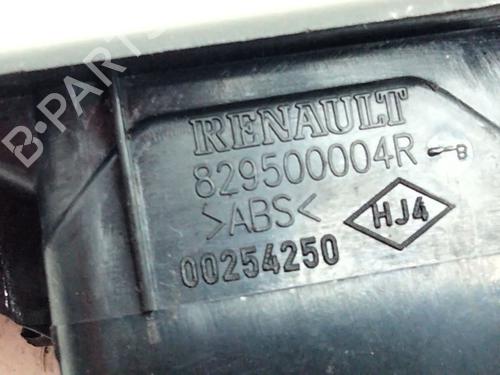 B-PARTS
RENAULT
829500004R -B
>ABS<
HJ4
00254250